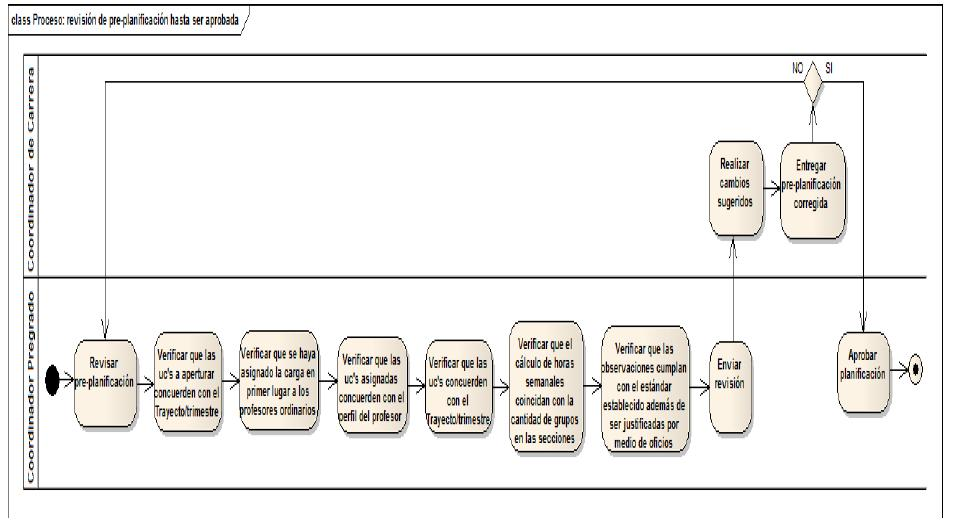 class Proceso: revisión de pre-planificación hasta ser aprobada
Coordinador de Carrera
NO
SI
Realizar
cambios
sugeridos
Entregar
pre-planificación
corregida
Coordinador Pregrado
Revisar
pre-planificación
Verificar que las
uc's a aperturar
concuerden con el
Trayecto/trimestre
Verificar que se haya
asignado la carga en
primer lugar a los
profesores ordinarios
Verificar que las
uc's asignadas
concuerden con el
perfil del profesor
Verificar que las
uc's concuerden
con el
Trayecto/trimestre
Verificar que el
cálculo de horas
semanales
coincidan con la
cantidad de grupos
en las secciones
Verificar que las
observaciones cumplan
con el estándar
establecido además de
ser justificadas por
medio de oficios
Enviar
revisión
Aprobar
planificación